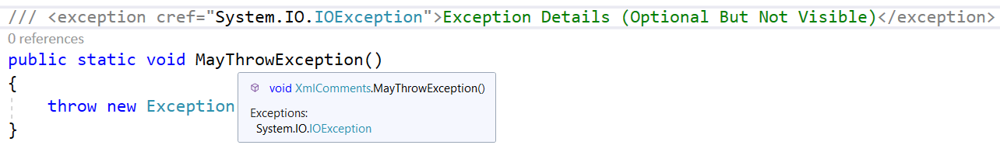 /// <exception cref="System.IO.IOException">Exception Details (Optional But Not Visible)</exception>
0 references
public static void MayThrowException()
{
void XmlComments.MayThrowException()
throw new Exception
Exceptions:
System.IO.IOException
}